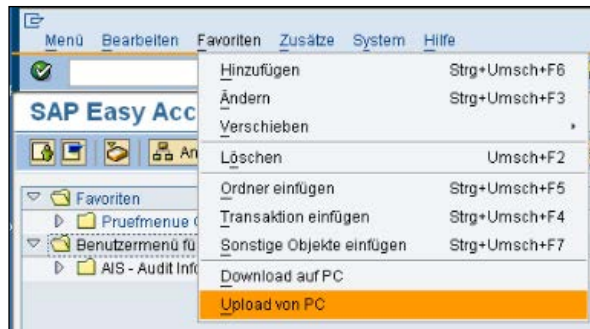 Menü Bearbeiten Favoriten Zusätze System Hilfe
Hinzufügen Strg+Umsch+F6
Ändern Strg+Umsch+F3
Verschieben
Löschen Umsch+F2
Ordner einfügen Strg+Umsch+F5
Transaktion einfügen Strg+Umsch+F4
Sonstige Objekte einfügen Strg+Umsch+F7
Download auf PC
Upload von PC
SAP Easy Acc
An
Favoriten
Pruefmenue
Benutzermenü fü
AIS - Audit Info